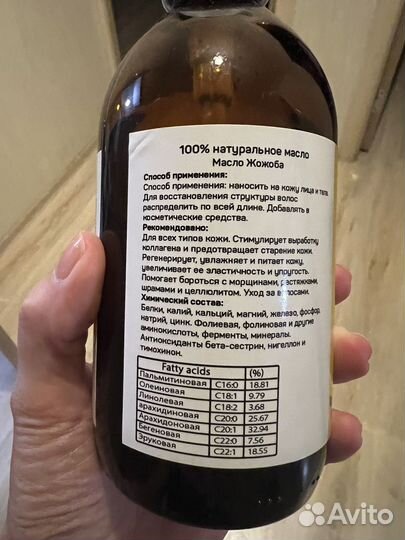 100% натуральное масло
Масло Жожоба
Способ применения:
Способ применения: наносить на кожу лица и тела.
Для восстановления структуры волос
распределить по всей длине. Добавлять в
косметические средства.
Рекомендовано:
Для всех типов кожи. Стимулирует выработку
коллагена и предотвращает старение кожи.
Регенерирует, увлажняет и питает кожу,
увеличивает ее эластичность и упругость.
Помогает бороться с морщинами, растяжками,
шрамами и целлюлитом. Уход за волосами.
Химический состав:
Белки, калий, кальций, магний, железо, фосфор,
натрий, цинк. Фолиевая, фолиновая и другие
аминокислоты, ферменты, минералы.
Антиоксиданты бета-сестрин, нигеллон и
тимохинон.
Fatty acids (%)
Пальмитиновая C16:0 18.81
Олеиновая C18:1 9.79
Линолевая C18:2 3.68
арахидиновая C20:0 25.67
Арахидоновая C20:1 32.94
Бегеновая C22:0 7.56
Эруковая C22:1 18.55
Avito